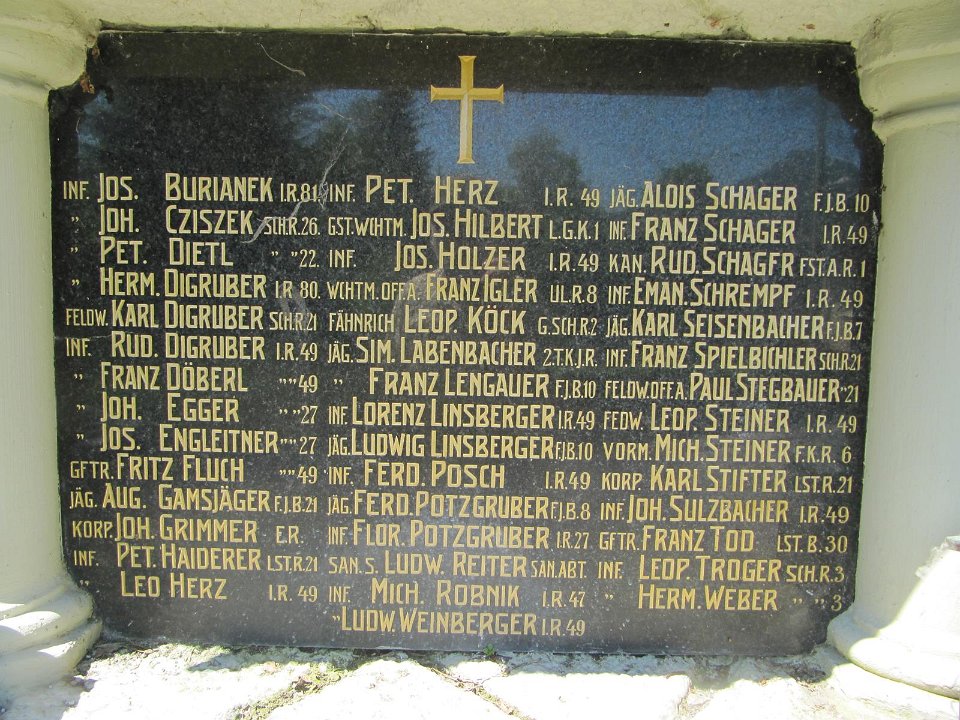 INF. JOS. BURIANEK I.R.81. INF. PET. HERZ I.R. 49 JÄG. ALOIS SCHAGER F.J.B. 10
„ JOH. CZISZEK SCH.R.26. GST.WCHTM. JOS. HILBERT L.G.K.1 INF. FRANZ SCHAGER I.R.49
„ PET. DIETL „ „ 22. INF. JOS. HOLZER I.R.49 KAN. RUD. SCHAGER FST.A.R.1
„ HERM. DIGRUBER I.R 80. WCHTM.OFF.A. FRANZ IGLER UL.R.8 INF. EMAN. SCHREMPF I.R. 49
FELDW. KARL DIGRUBER SCH.R.21 FÄHNRICH LEOP. KÖCK G.SCH.R.2 JÄG. KARL SEISENBACHER F.J.B.7
INF. RUD. DIGRUBER I.R.49 JÄG. SIM. LABENBACHER 2.T.K.J.R. INF. FRANZ SPIELBICHLER SCH.R.21
„ FRANZ DÖBERL „ „ 49 „ FRANZ LENGAUER F.J.B.10 FELDW.OFF.A. PAUL STEGBAUER „ 21
„ JOH. EGGER „ „ 27 INF. LORENZ LINSBERGER I.R.49 FEDW. LEOP. STEINER I.R. 49
„ JOS. ENGLEITNER „ „ 27 JÄG. LUDWIG LINSBERGER F.J.B.10 VORM. MICH. STEINER F.K.R. 6
GFTR. FRITZ FLUCH „ „ 49 INF. FERD. POSCH I.R.49 KORP. KARL STIFTER LST.R.21
JÄG. AUG. GAMSJÄGER F.J.B.21 JÄG. FERD. POTZGRUBER F.J.B.8 INF. JOH. SULZBACHER I.R.49
KORP. JOH. GRIMMER E.R. INF. FLOR. POTZGRUBER I.R.27 GFTR. FRANZ TOD LST.B.30
INF. PET. HAIDERER LST.R.21 SAN.S. LUDW. REITER SAN.ABT. INF. LEOP. TROGER SCH.R.3
„ LEO HERZ I.R. 49 INF. MICH. ROBNIK I.R.47 „ HERM. WEBER „ „ 3
„ LUDW. WEINBERGER I.R.49